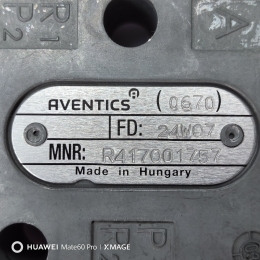 R1
P2
A
AVENTICS® (0670)
FD: 24W07
MNR: R417001757
Made in Hungary
HUAWEI Mate60 Pro | XMAGE